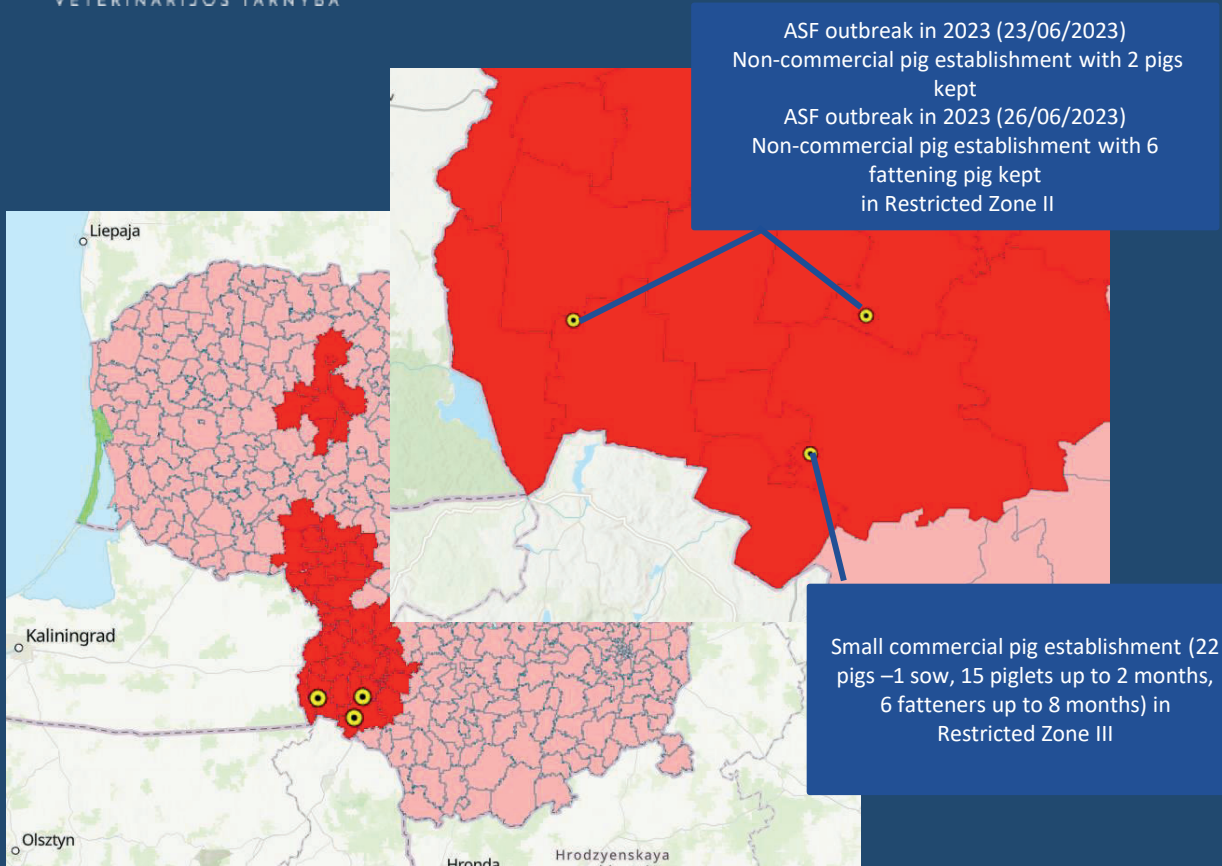 VETERINARIJOS TARNYBA
ASF outbreak in 2023 (23/06/2023)
Non-commercial pig establishment with 2 pigs
kept
ASF outbreak in 2023 (26/06/2023)
Non-commercial pig establishment with 6
fattening pig kept
in Restricted Zone II
Liepaja
Kaliningrad
Small commercial pig establishment (22
pigs –1 sow, 15 piglets up to 2 months,
6 fatteners up to 8 months) in
Restricted Zone III
Olsztyn
Hronda
Hrodzyenskaya